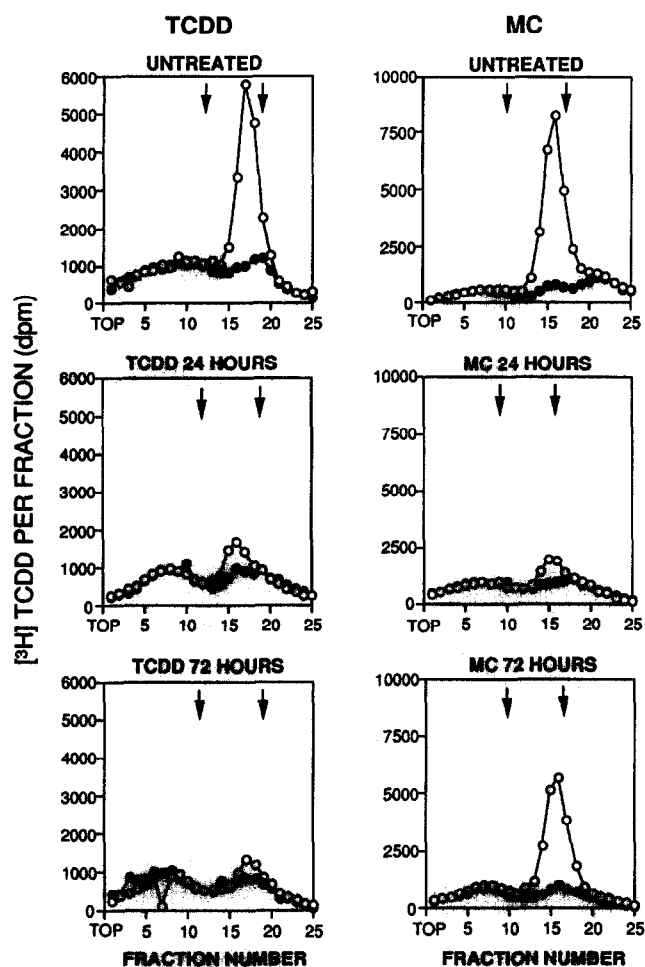 TCDD MC
UNTREATED UNTREATED
6000 10000
5000
4000 7500
3000 5000
2000
1000 2500
0 0
TOP 5 10 15 20 25 TOP 5 10 15 20 25
[³H] TCDD PER FRACTION (dpm)
TCDD 24 HOURS MC 24 HOURS
6000 10000
5000
4000 7500
3000 5000
2000
1000 2500
0 0
TOP 5 10 15 20 25 TOP 5 10 15 20 25
TCDD 72 HOURS MC 72 HOURS
6000 10000
5000
4000 7500
3000 5000
2000
1000 2500
0 0
TOP 5 10 15 20 25 TOP 5 10 15 20 25
FRACTION NUMBER FRACTION NUMBER